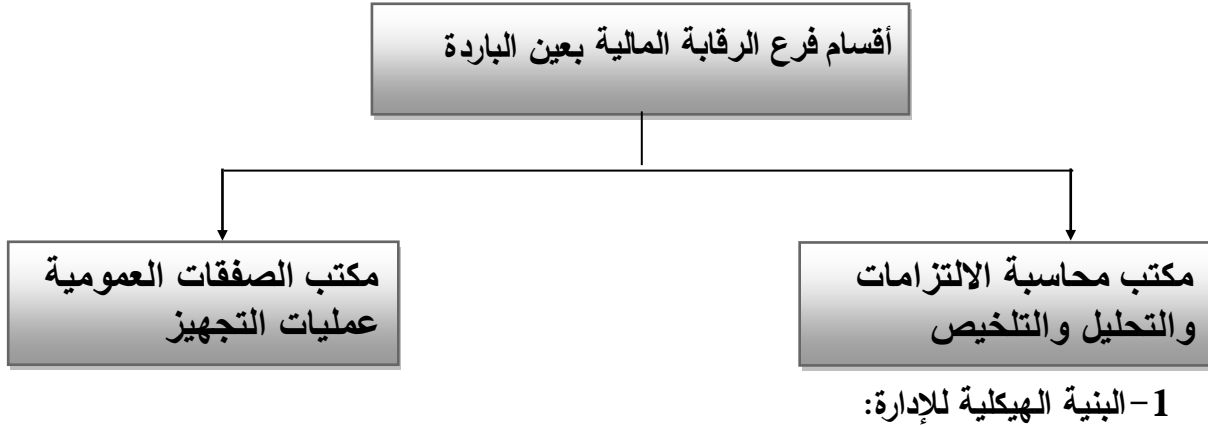 أقسام فرع الرقابة المالية بعين الباردة
مكتب محاسبة الالتزامات
والتحليل والتلخيص
مكتب الصفقات العمومية
عمليات التجهيز
1-البنية الهيكلية للإدارة: